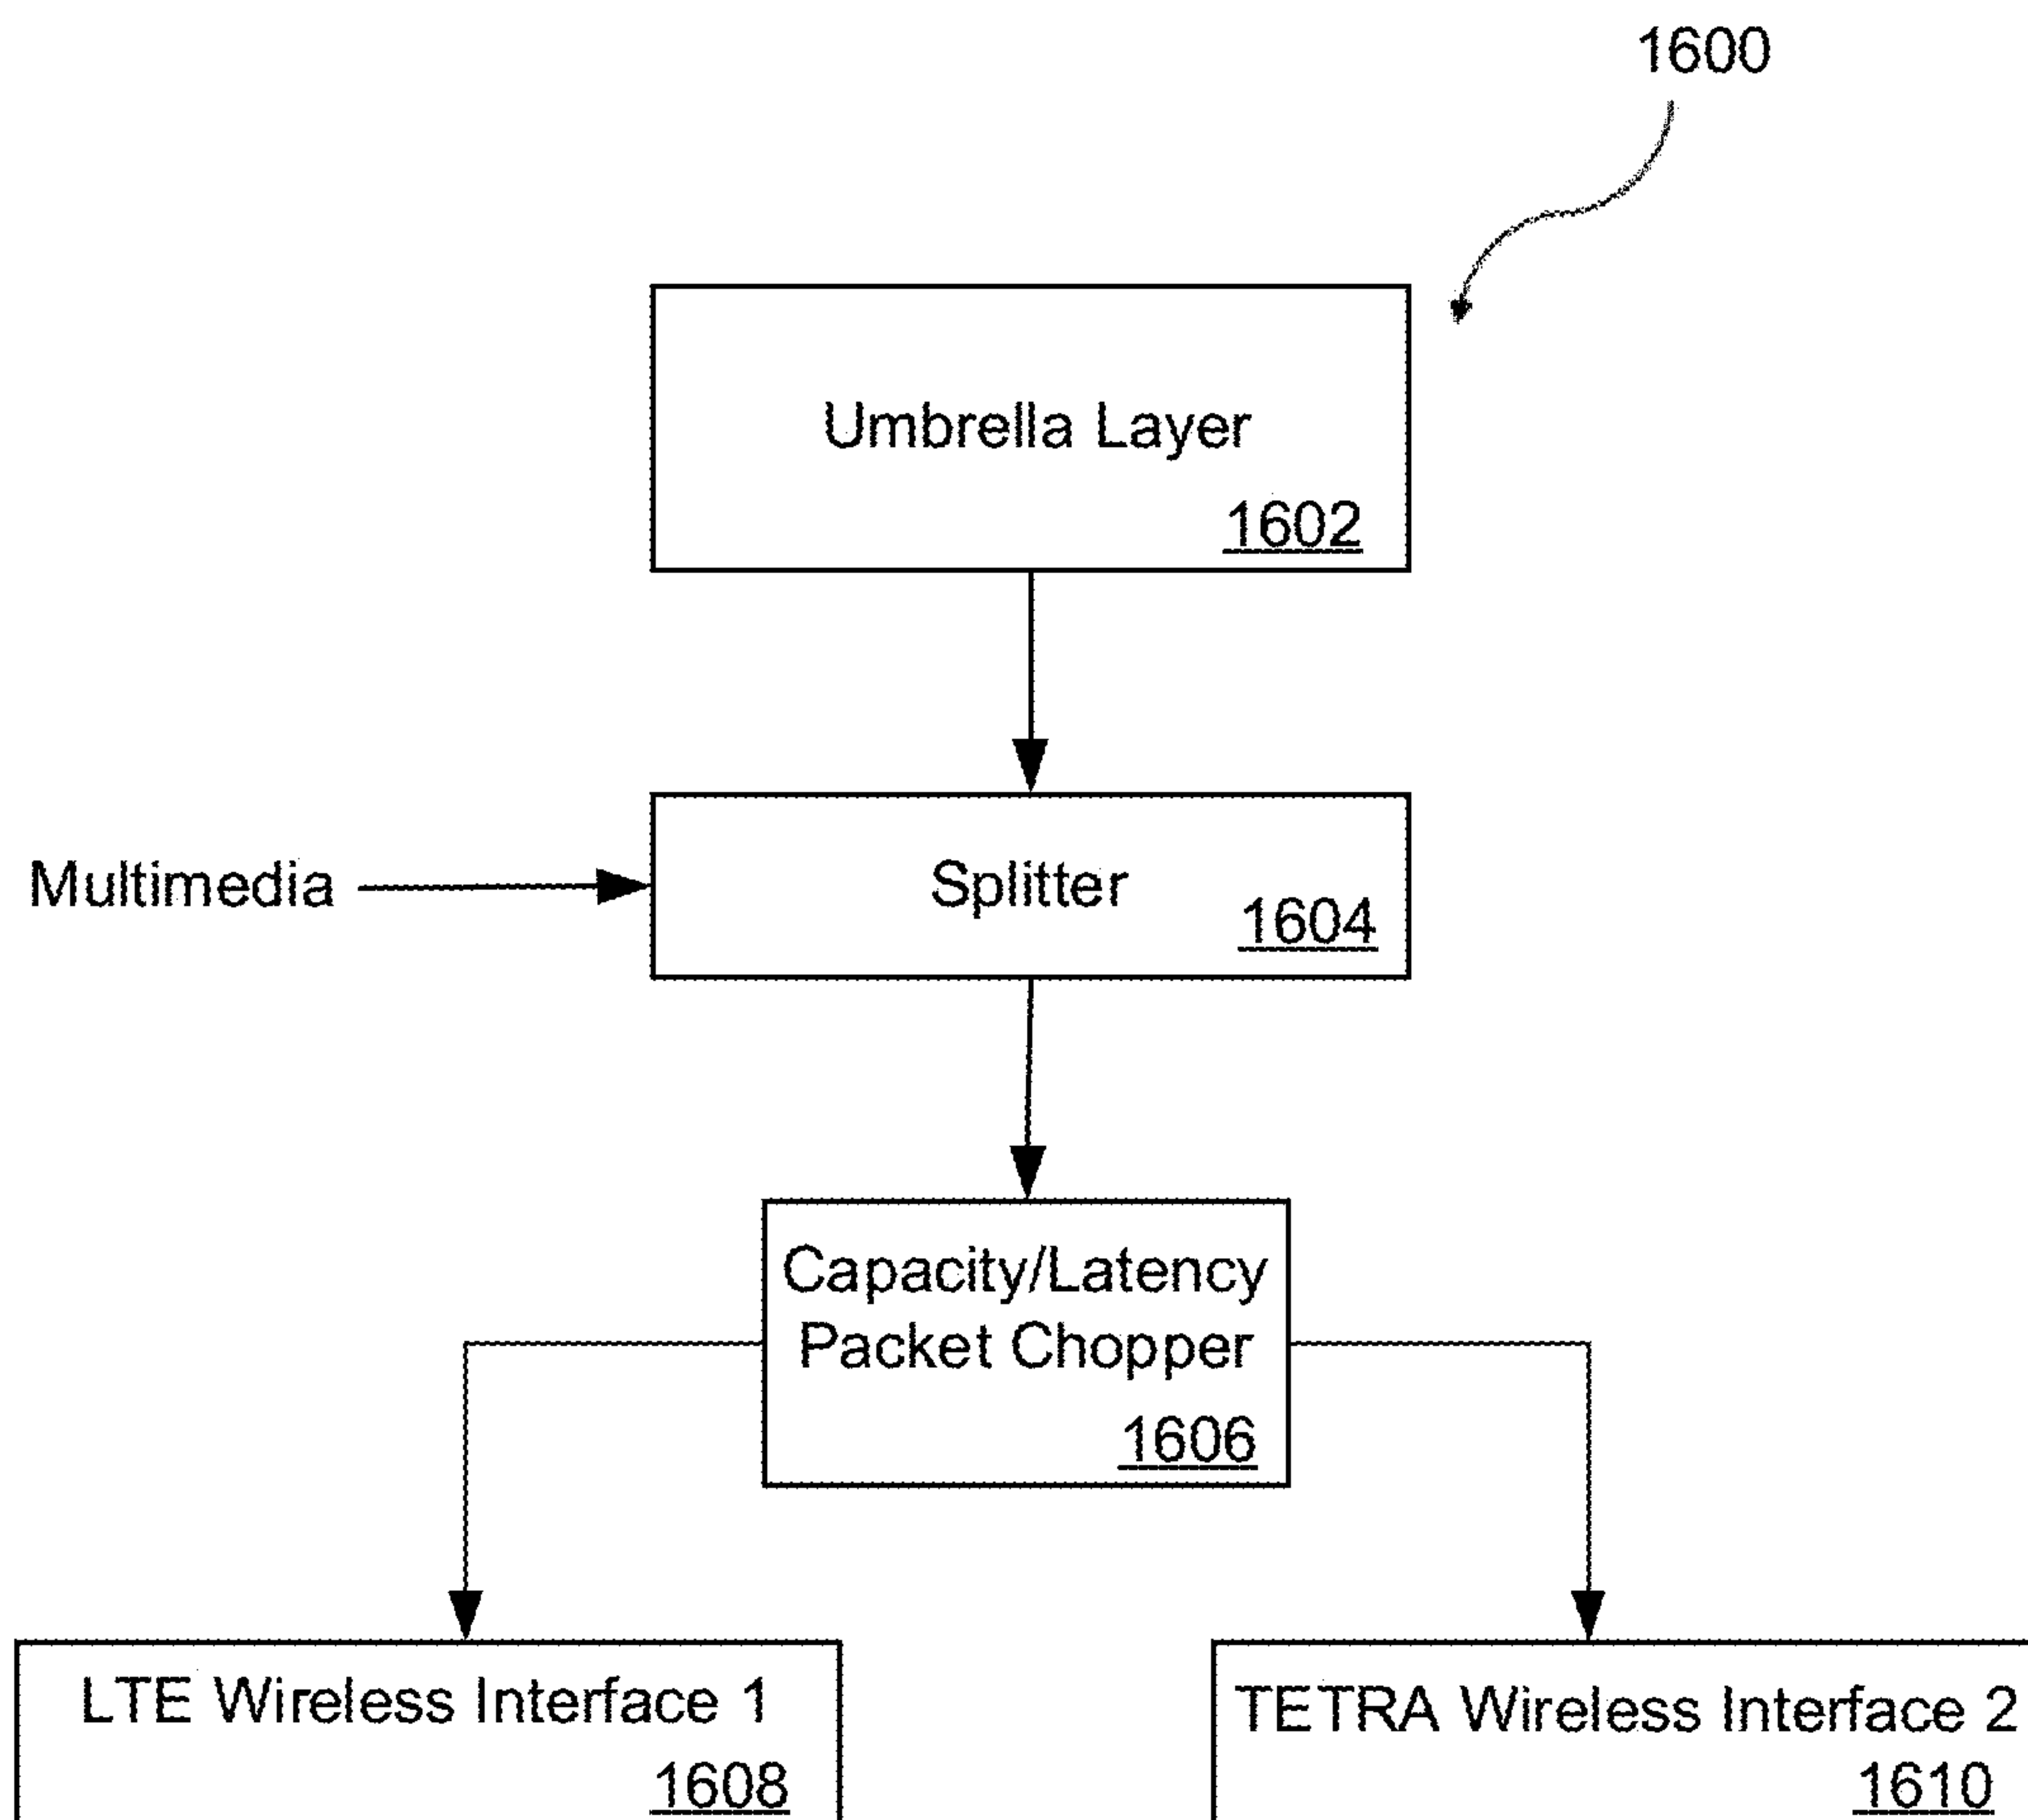 1600
Umbrella Layer
1602
Multimedia
Splitter
1604
Capacity/Latency
Packet Chopper
1606
LTE Wireless Interface 1
1608
TETRA Wireless Interface 2
1610